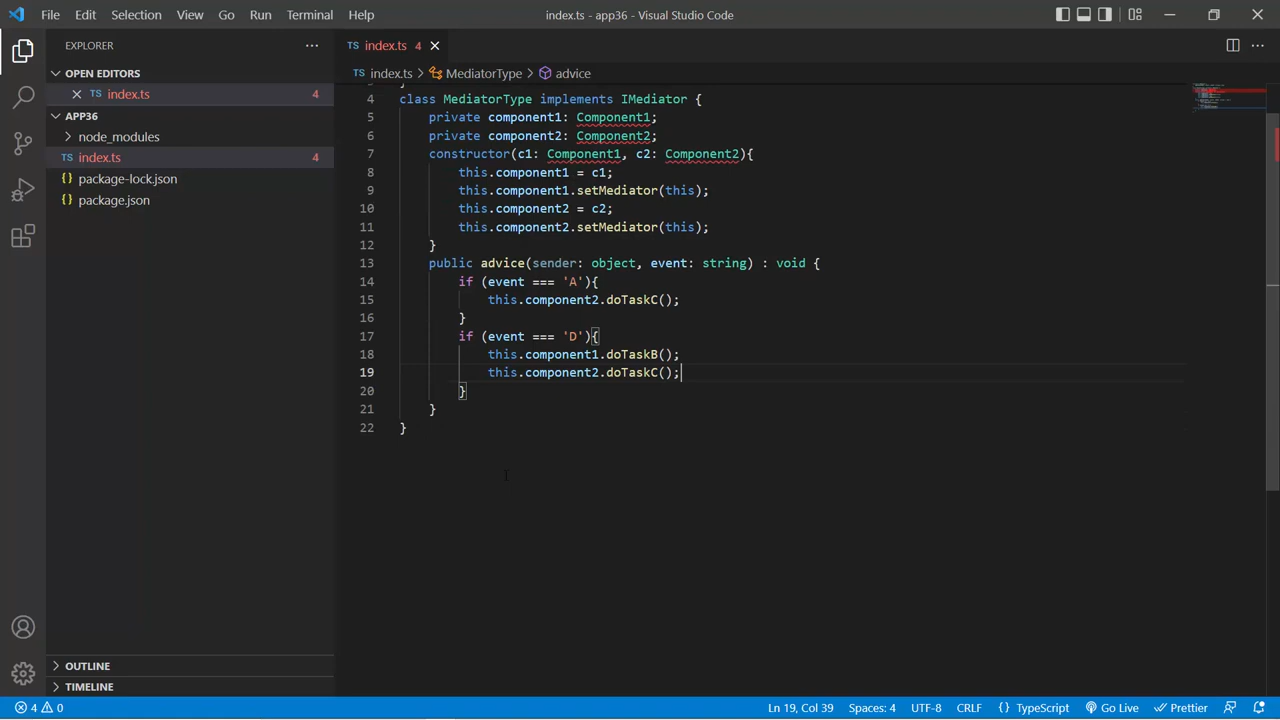 File Edit Selection View Go Run Terminal Help index.ts - app36 - Visual Studio Code
EXPLORER
OPEN EDITORS
TS index.ts 4
APP36
node_modules
TS index.ts 4
{} package-lock.json
{} package.json
OUTLINE
TIMELINE
TS index.ts 4
TS index.ts > MediatorType > advice
4 class MediatorType implements IMediator {
5 private component1: Component1;
6 private component2: Component2;
7 constructor(c1: Component1, c2: Component2){
8 this.component1 = c1;
9 this.component1.setMediator(this);
10 this.component2 = c2;
11 this.component2.setMediator(this);
12 }
13 public advice(sender: object, event: string) : void {
14 if (event === 'A'){
15 this.component2.doTaskC();
16 }
17 if (event === 'D'){
18 this.component1.doTaskB();
19 this.component2.doTaskC();
20 }
21 }
22 }
4 0 Ln 19, Col 39 Spaces: 4 UTF-8 CRLF {} TypeScript Go Live Prettier